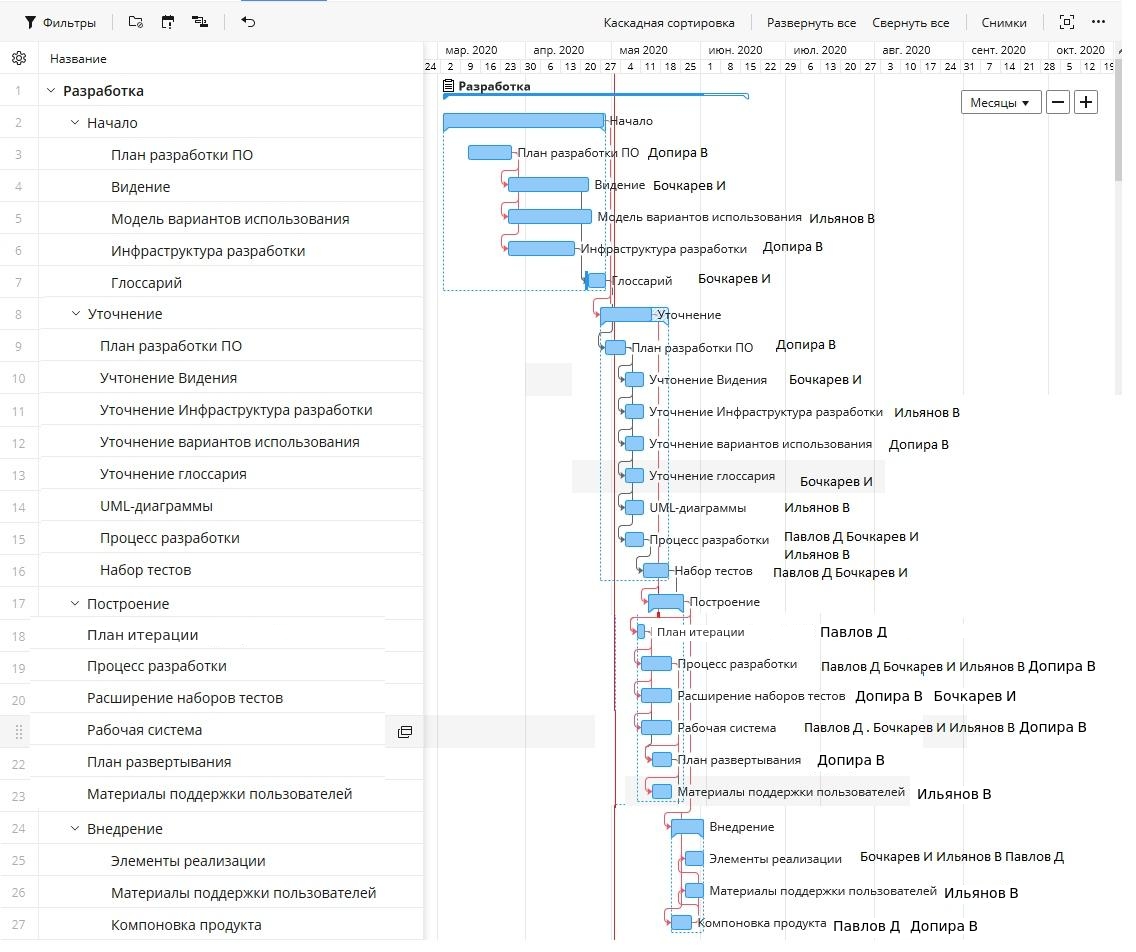 Фильтры Каскадная сортировка Развернуть все Свернуть все Снимки
Название
мар. 2020 апр. 2020 мая 2020 июн. 2020 июл. 2020 авг. 2020 сент. 2020 окт. 2020
24 2 9 16 23 30 6 13 20 27 4 11 18 25 1 8 15 22 29 6 13 20 27 3 10 17 24 31 7 14 21 28 5 12 19
1 Разработка Разработка
Месяцы
2 Начало Начало
3 План разработки ПО План разработки ПО Допира В
4 Видение Видение Бочкарев И
5 Модель вариантов использования Модель вариантов использования Ильянов В
6 Инфраструктура разработки Инфраструктура разработки Допира В
7 Глоссарий Глоссарий Бочкарев И
8 Уточнение Уточнение
9 План разработки ПО План разработки ПО Допира В
10 Учтонение Видения Учтонение Видения Бочкарев И
11 Уточнение Инфраструктура разработки Уточнение Инфраструктура разработки Ильянов В
12 Уточнение вариантов использования Уточнение вариантов использования Допира В
13 Уточнение глоссария Уточнение глоссария Бочкарев И
14 UML-диаграммы UML-диаграммы Ильянов В
15 Процесс разработки Процесс разработки Павлов Д Бочкарев И
Ильянов В
16 Набор тестов Набор тестов Павлов Д Бочкарев И
17 Построение Построение
18 План итерации План итерации Павлов Д
19 Процесс разработки Процесс разработки Павлов Д Бочкарев И Ильянов В Допира В
20 Расширение наборов тестов Расширение наборов тестов Допира В Бочкарев И
Рабочая система Рабочая система Павлов Д . Бочкарев И Ильянов В Допира В
22 План развертывания План развертывания Допира В
23 Материалы поддержки пользователей Материалы поддержки пользователей Ильянов В
24 Внедрение Внедрение
25 Элементы реализации Элементы реализации Бочкарев И Ильянов В Павлов Д
26 Материалы поддержки пользователей Материалы поддержки пользователей Ильянов В
27 Компоновка продукта Компоновка продукта Павлов Д Допира В